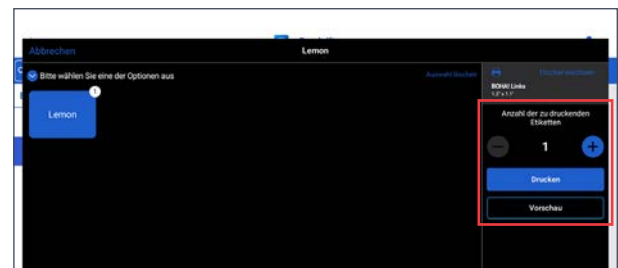 Abbrechen
Lemon
Bitte wählen Sie eine der Optionen aus
Auswahl löschen
Lemon
1
Drucker wechseln
BOHA! Links
Anzahl der zu druckenden
Etiketten
1
Drucken
Vorschau